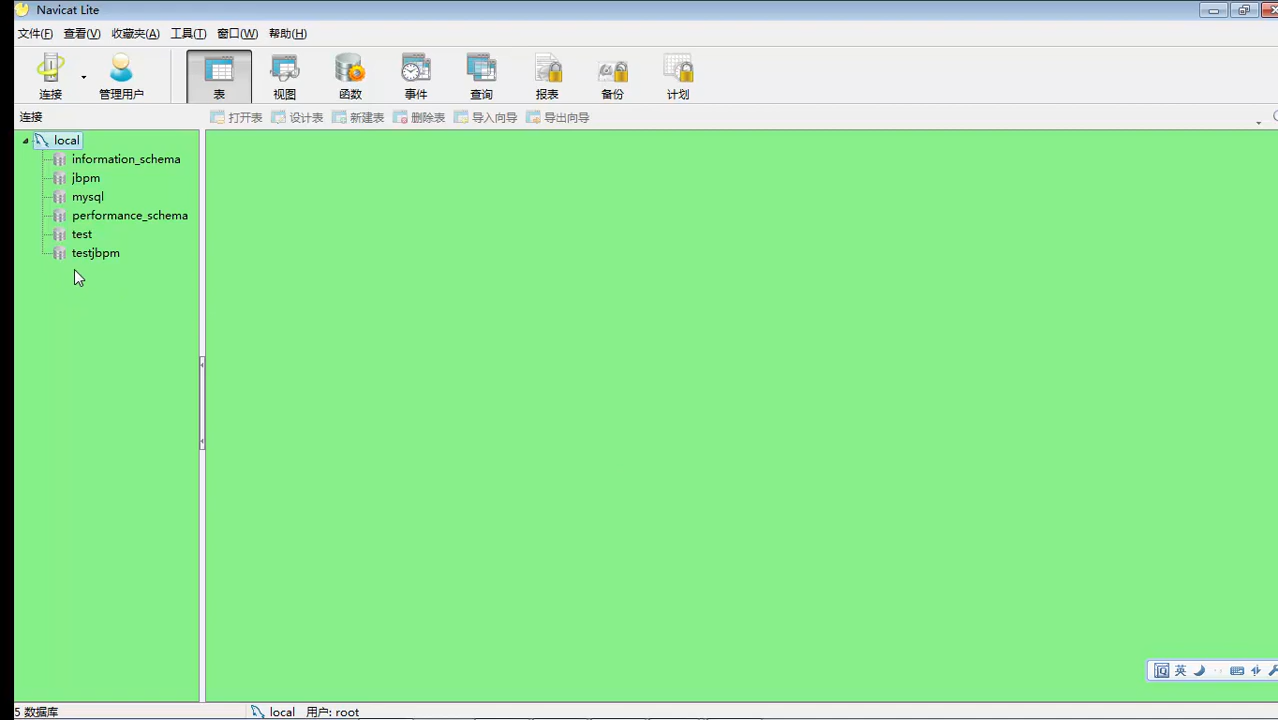 Navicat Lite
文件(F) 查看(V) 收藏夹(A) 工具(T) 窗口(W) 帮助(H)
连接 管理用户 表 视图 函数 事件 查询 报表 备份 计划
连接 打开表 设计表 新建表 删除表 导入向导 导出向导
local
information_schema
jbpm
mysql
performance_schema
test
testjbpm
英
5 数据库 local 用户: root